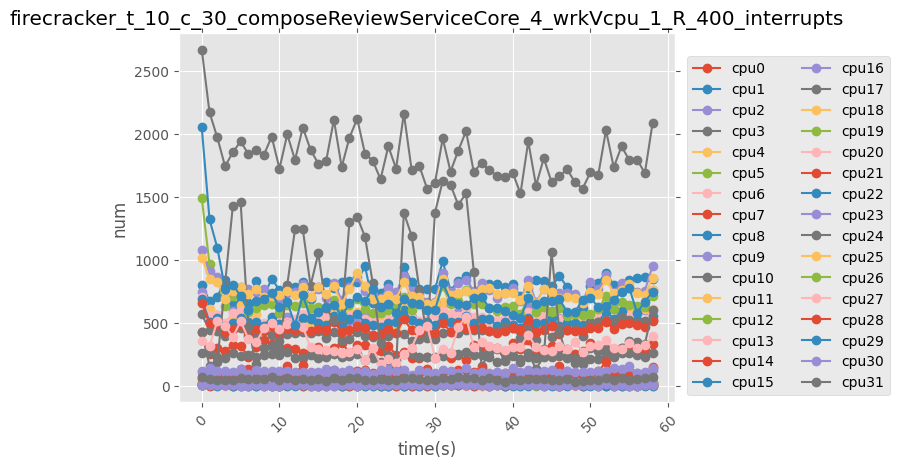 firecracker_t_10_c_30_composeReviewServiceCore_4_wrkVcpu_1_R_400_interrupts
num
2500
2000
1500
1000
500
0
0
10
20
30
40
50
60
time(s)
cpu0
cpu1
cpu2
cpu3
cpu4
cpu5
cpu6
cpu7
cpu8
cpu9
cpu10
cpu11
cpu12
cpu13
cpu14
cpu15
cpu16
cpu17
cpu18
cpu19
cpu20
cpu21
cpu22
cpu23
cpu24
cpu25
cpu26
cpu27
cpu28
cpu29
cpu30
cpu31